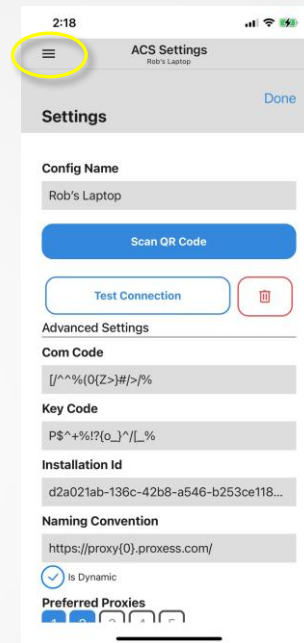 2:18
ACS Settings
Rob's Laptop
Done
Settings
Config Name
Rob's Laptop
Scan QR Code
Test Connection
Advanced Settings
Com Code
[/^^%(0{Z>}#/>/%
Key Code
P$^+%!?{o_}^/[_%
Installation Id
d2a021ab-136c-42b8-a546-b253ce118...
Naming Convention
https://proxy{0}.proxess.com/
Is Dynamic
Preferred Proxies
1 2 3 4 5